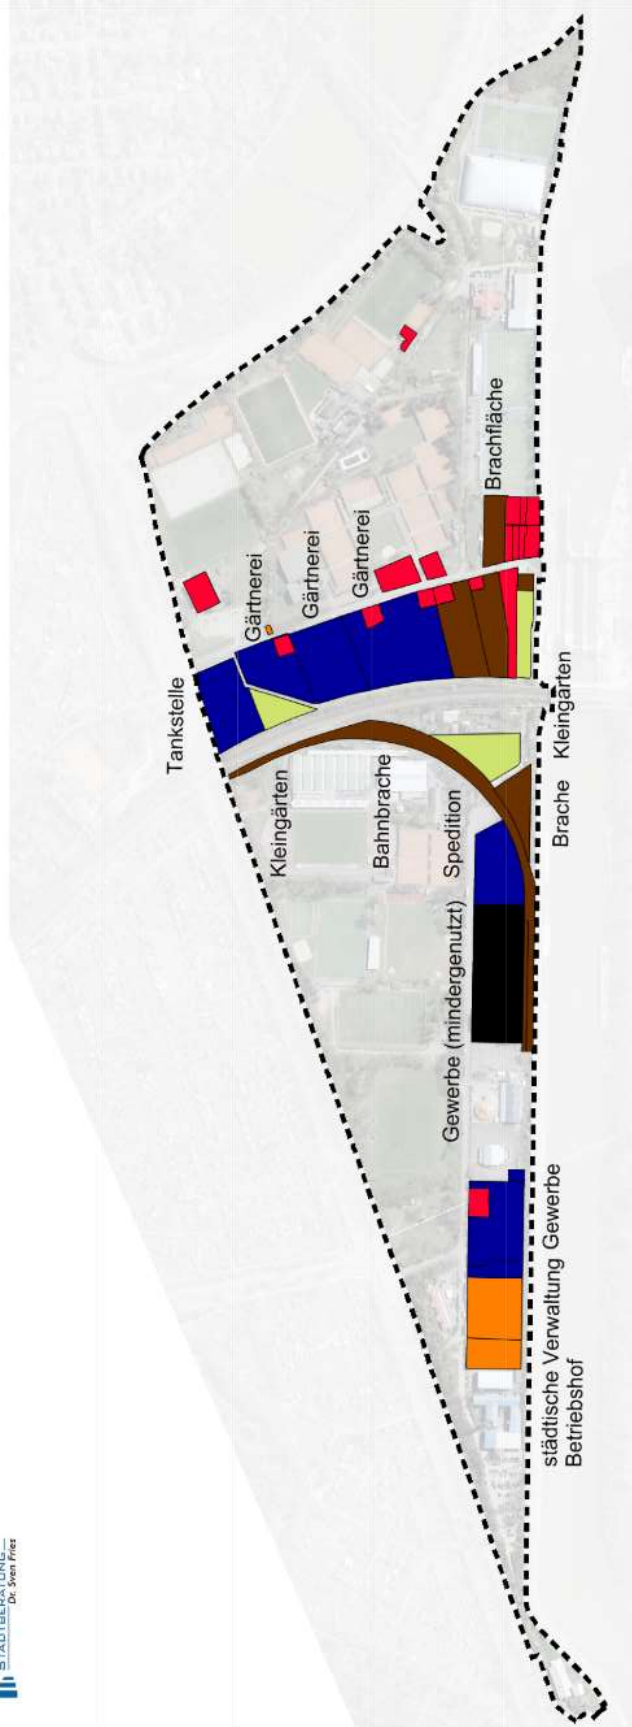 STADTBERATUNG
Dr. Sven Fries
städtische Verwaltung Gewerbe
Betriebshof
Gewerbe (mindergenutzt)
Spedition
Bahnbrache
Kleingärten
Brache
Kleingärten
Tankstelle
Gärtnerei
Gärtnerei
Gärtnerei
Brachfläche